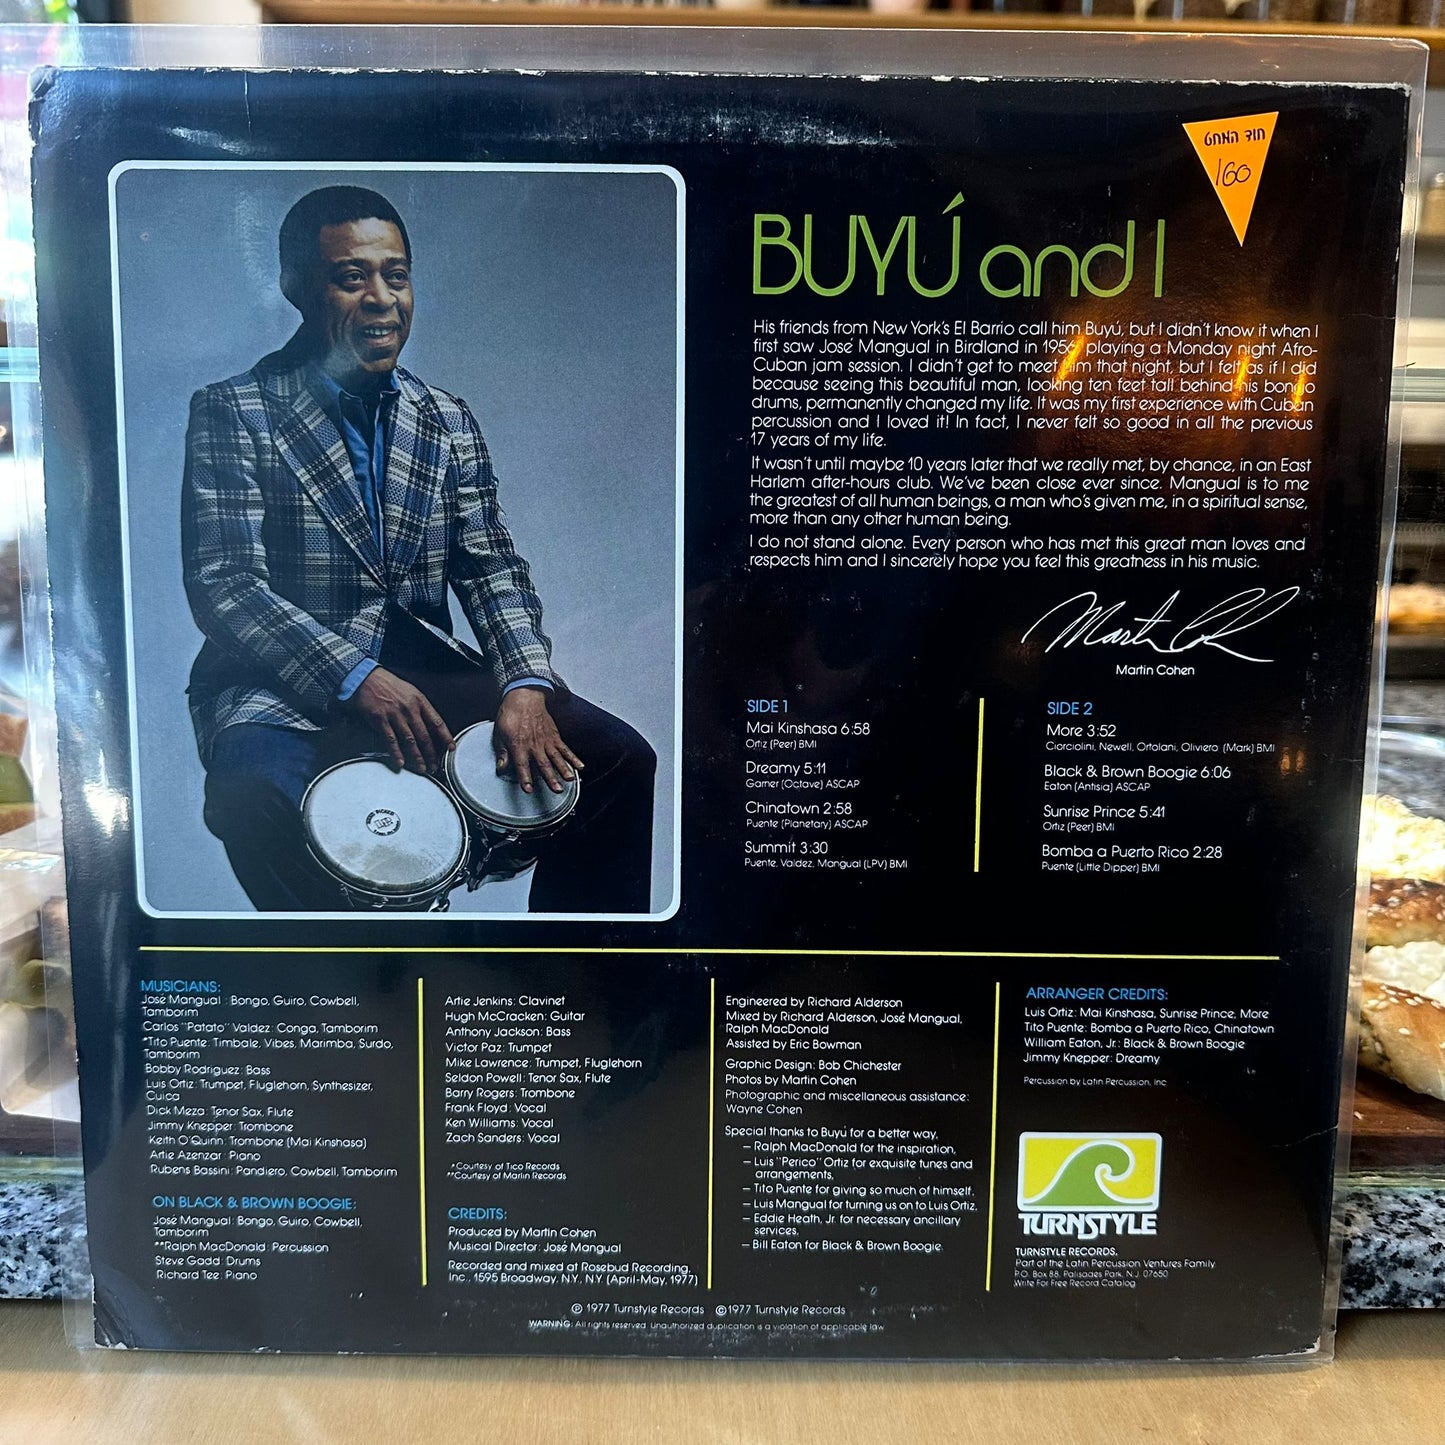 חוד המחט
160
BUYÚ and I
His friends from New York's El Barrio call him Buyú, but I didn't know it when I
first saw José Mangual in Birdland in 1956 playing a Monday night Afro-
Cuban jam session. I didn't get to meet him that night, but I felt as if I did
because seeing this beautiful man, looking ten feet tall behind his bongo
drums, permanently changed my life. It was my first experience with Cuban
percussion and I loved it! In fact, I never felt so good in all the previous
17 years of my life.
It wasn't until maybe 10 years later that we really met, by chance, in an East
Harlem after-hours club. We've been close ever since. Mangual is to me
the greatest of all human beings, a man who's given me, in a spiritual sense,
more than any other human being.
I do not stand alone. Every person who has met this great man loves and
respects him and I sincerely hope you feel this greatness in his music.
Martin Cohen
Martin Cohen
SIDE 1
Mai Kinshasa 6:58
Ortiz (Peer) BMI
Dreamy 5:11
Garner (Octave) ASCAP
Chinatown 2:58
Puente (Planetary) ASCAP
Summit 3:30
Puente, Valdez, Mangual (LPV) BMI
SIDE 2
More 3:52
Ciorciolini, Newell, Ortolani, Oliviero (Mark) BMI
Black & Brown Boogie 6:06
Eaton (Antisia) ASCAP
Sunrise Prince 5:41
Ortiz (Peer) BMI
Bomba a Puerto Rico 2:28
Puente (Little Dipper) BMI
LP
MUSICIANS:
José Mangual : Bongo, Guiro, Cowbell,
Tamborim
Carlos "Patato" Valdez: Conga, Tamborim
*Tito Puente: Timbale, Vibes, Marimba, Surdo,
Tamborim
Bobby Rodriguez: Bass
Luis Ortiz: Trumpet, Fluglehorn, Synthesizer,
Cuica
Dick Meza: Tenor Sax, Flute
Jimmy Knepper: Trombone
Keith O'Quinn: Trombone (Mai Kinshasa)
Artie Azenzar: Piano
Rubens Bassini: Pandiero, Cowbell, Tamborim
ON BLACK & BROWN BOOGIE:
José Mangual: Bongo, Guiro, Cowbell,
Tamborim
**Ralph MacDonald: Percussion
Steve Gadd: Drums
Richard Tee: Piano
Artie Jenkins: Clavinet
Hugh McCracken: Guitar
Anthony Jackson: Bass
Victor Paz: Trumpet
Mike Lawrence: Trumpet, Fluglehorn
Seldon Powell: Tenor Sax, Flute
Barry Rogers: Trombone
Frank Floyd: Vocal
Ken Williams: Vocal
Zach Sanders: Vocal
*Courtesy of Tico Records
**Courtesy of Marlin Records
CREDITS:
Produced by Martin Cohen
Musical Director: José Mangual
Recorded and mixed at Rosebud Recording,
Inc., 1595 Broadway, N.Y., N.Y. (April-May, 1977)
Engineered by Richard Alderson
Mixed by Richard Alderson, José Mangual,
Ralph MacDonald
Assisted by Eric Bowman
Graphic Design: Bob Chichester
Photos by Martin Cohen
Photographic and miscellaneous assistance:
Wayne Cohen
Special thanks to Buyú for a better way.
— Ralph MacDonald for the inspiration,
— Luis "Perico" Ortiz for exquisite tunes and
arrangements,
— Tito Puente for giving so much of himself,
— Luis Mangual for turning us on to Luis Ortiz,
— Eddie Heath, Jr. for necessary ancillary
services,
— Bill Eaton for Black & Brown Boogie.
ARRANGER CREDITS:
Luis Ortiz: Mai Kinshasa, Sunrise Prince, More
Tito Puente: Bomba a Puerto Rico, Chinatown
William Eaton, Jr.: Black & Brown Boogie
Jimmy Knepper: Dreamy
Percussion by Latin Percussion, Inc.
TURNSTYLE
TURNSTYLE RECORDS.
Part of the Latin Percussion Ventures Family
P.O. Box 88, Palisades Park, N.J. 07650
Write For Free Record Catalog
℗ 1977 Turnstyle Records ©1977 Turnstyle Records
WARNING: All rights reserved. Unauthorized duplication is a violation of applicable law.